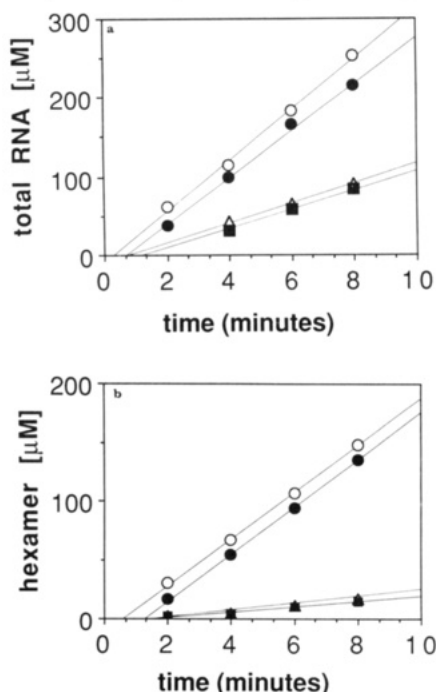 a
total RNA [μM]
300
200
100
0
0 2 4 6 8 10
time (minutes)
b
hexamer [μM]
200
100
0
0 2 4 6 8 10
time (minutes)